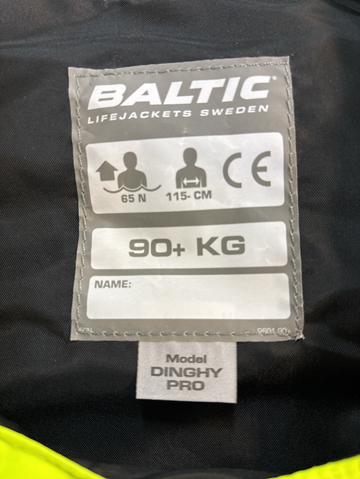 BALTIC
LIFEJACKETS SWEDEN
65 N
115- CM
CE
90+ KG
NAME:
Model
DINGHY
PRO